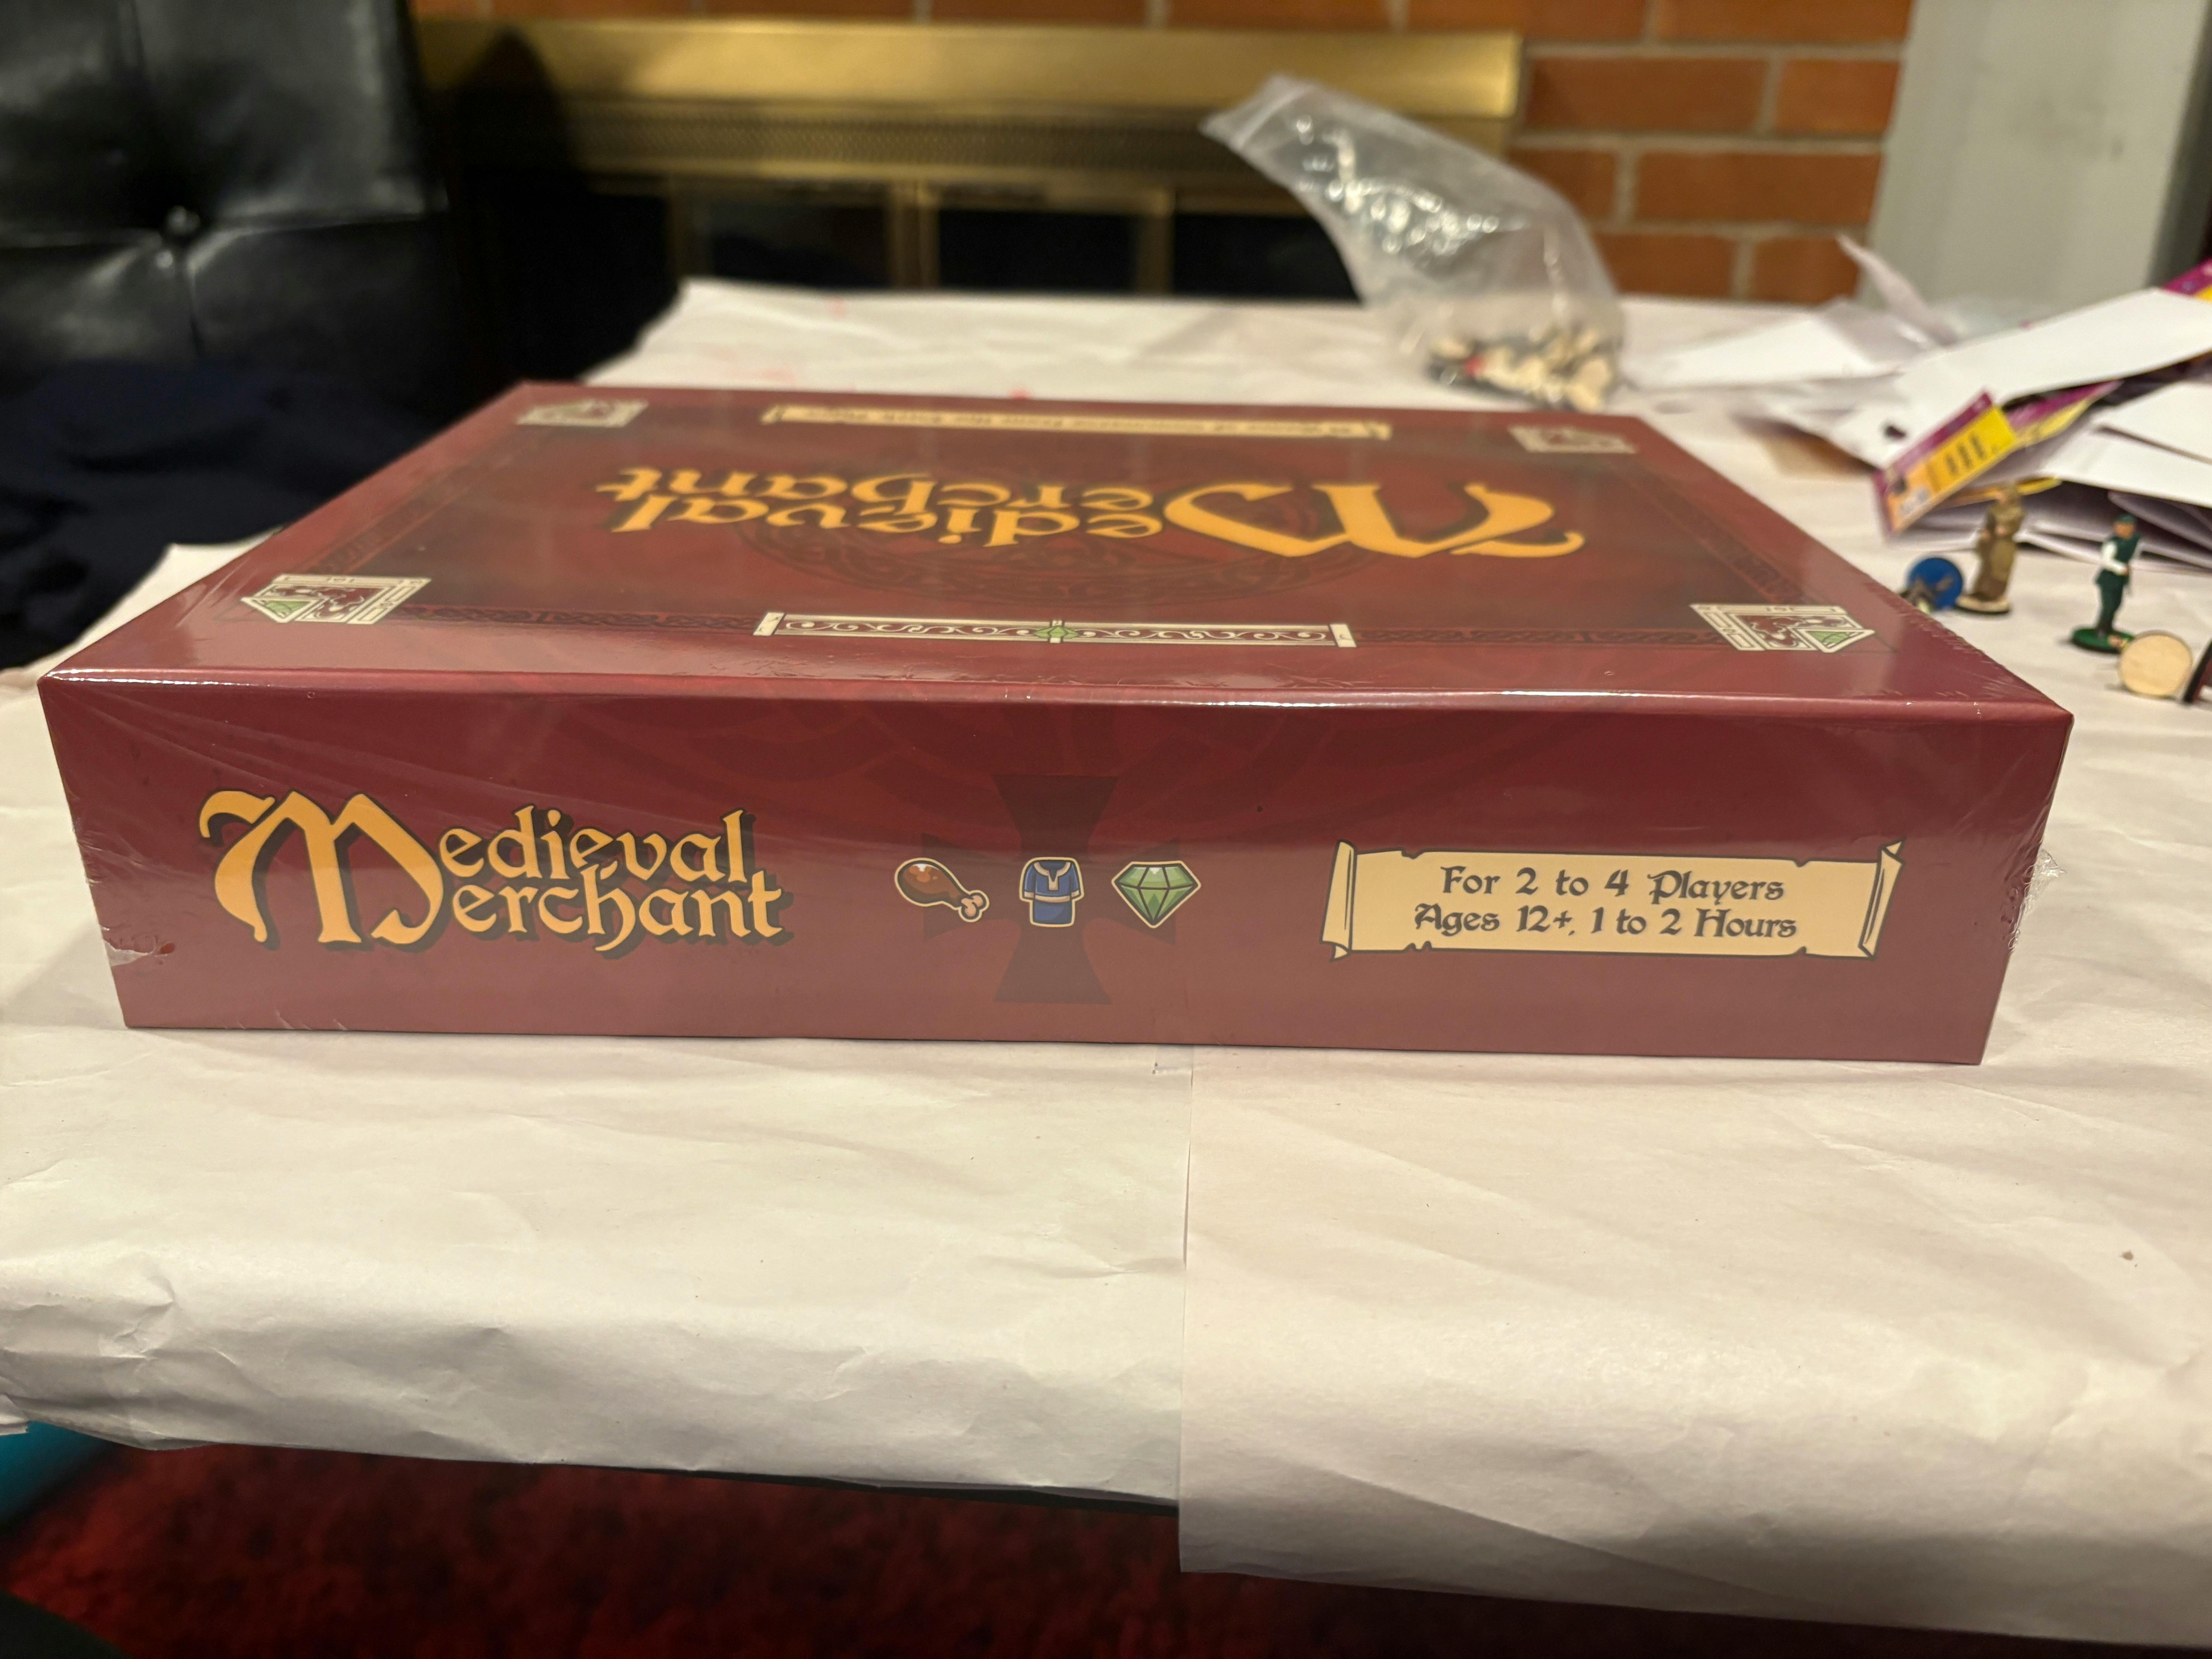 Medieval
Merchant
Medieval
Merchant
For 2 to 4 Players
Ages 12+, 1 to 2 Hours